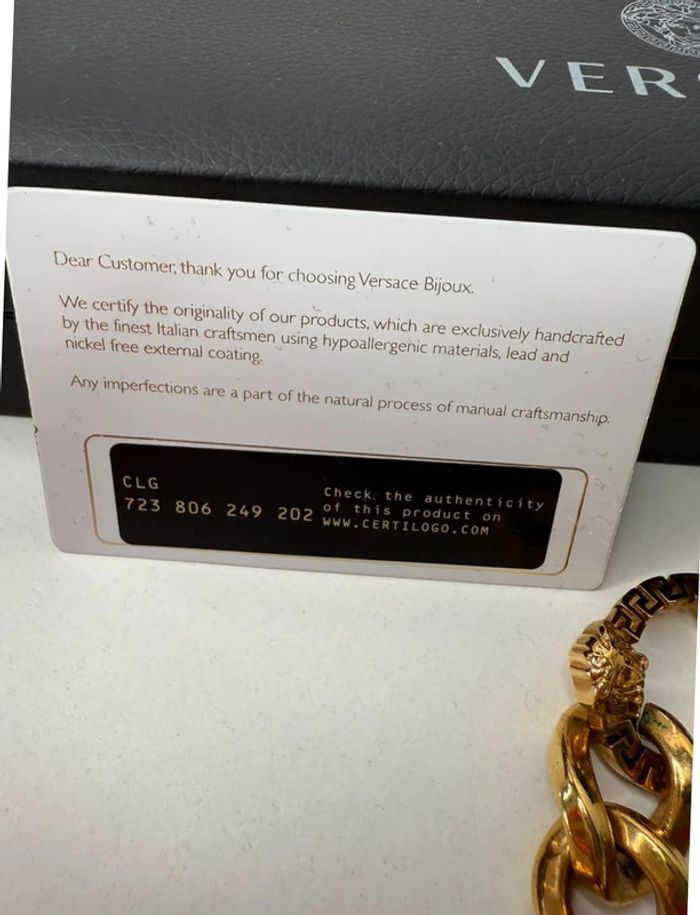 VERS
Dear Customer, thank you for choosing Versace Bijoux.
We certify the originality of our products, which are exclusively handcrafted
by the finest Italian craftsmen using hypoallergenic materials, lead and
nickel free external coating.
Any imperfections are a part of the natural process of manual craftsmanship.
CLG
723 806 249 202
Check the authenticity
of this product on
WWW.CERTILOGO.COM